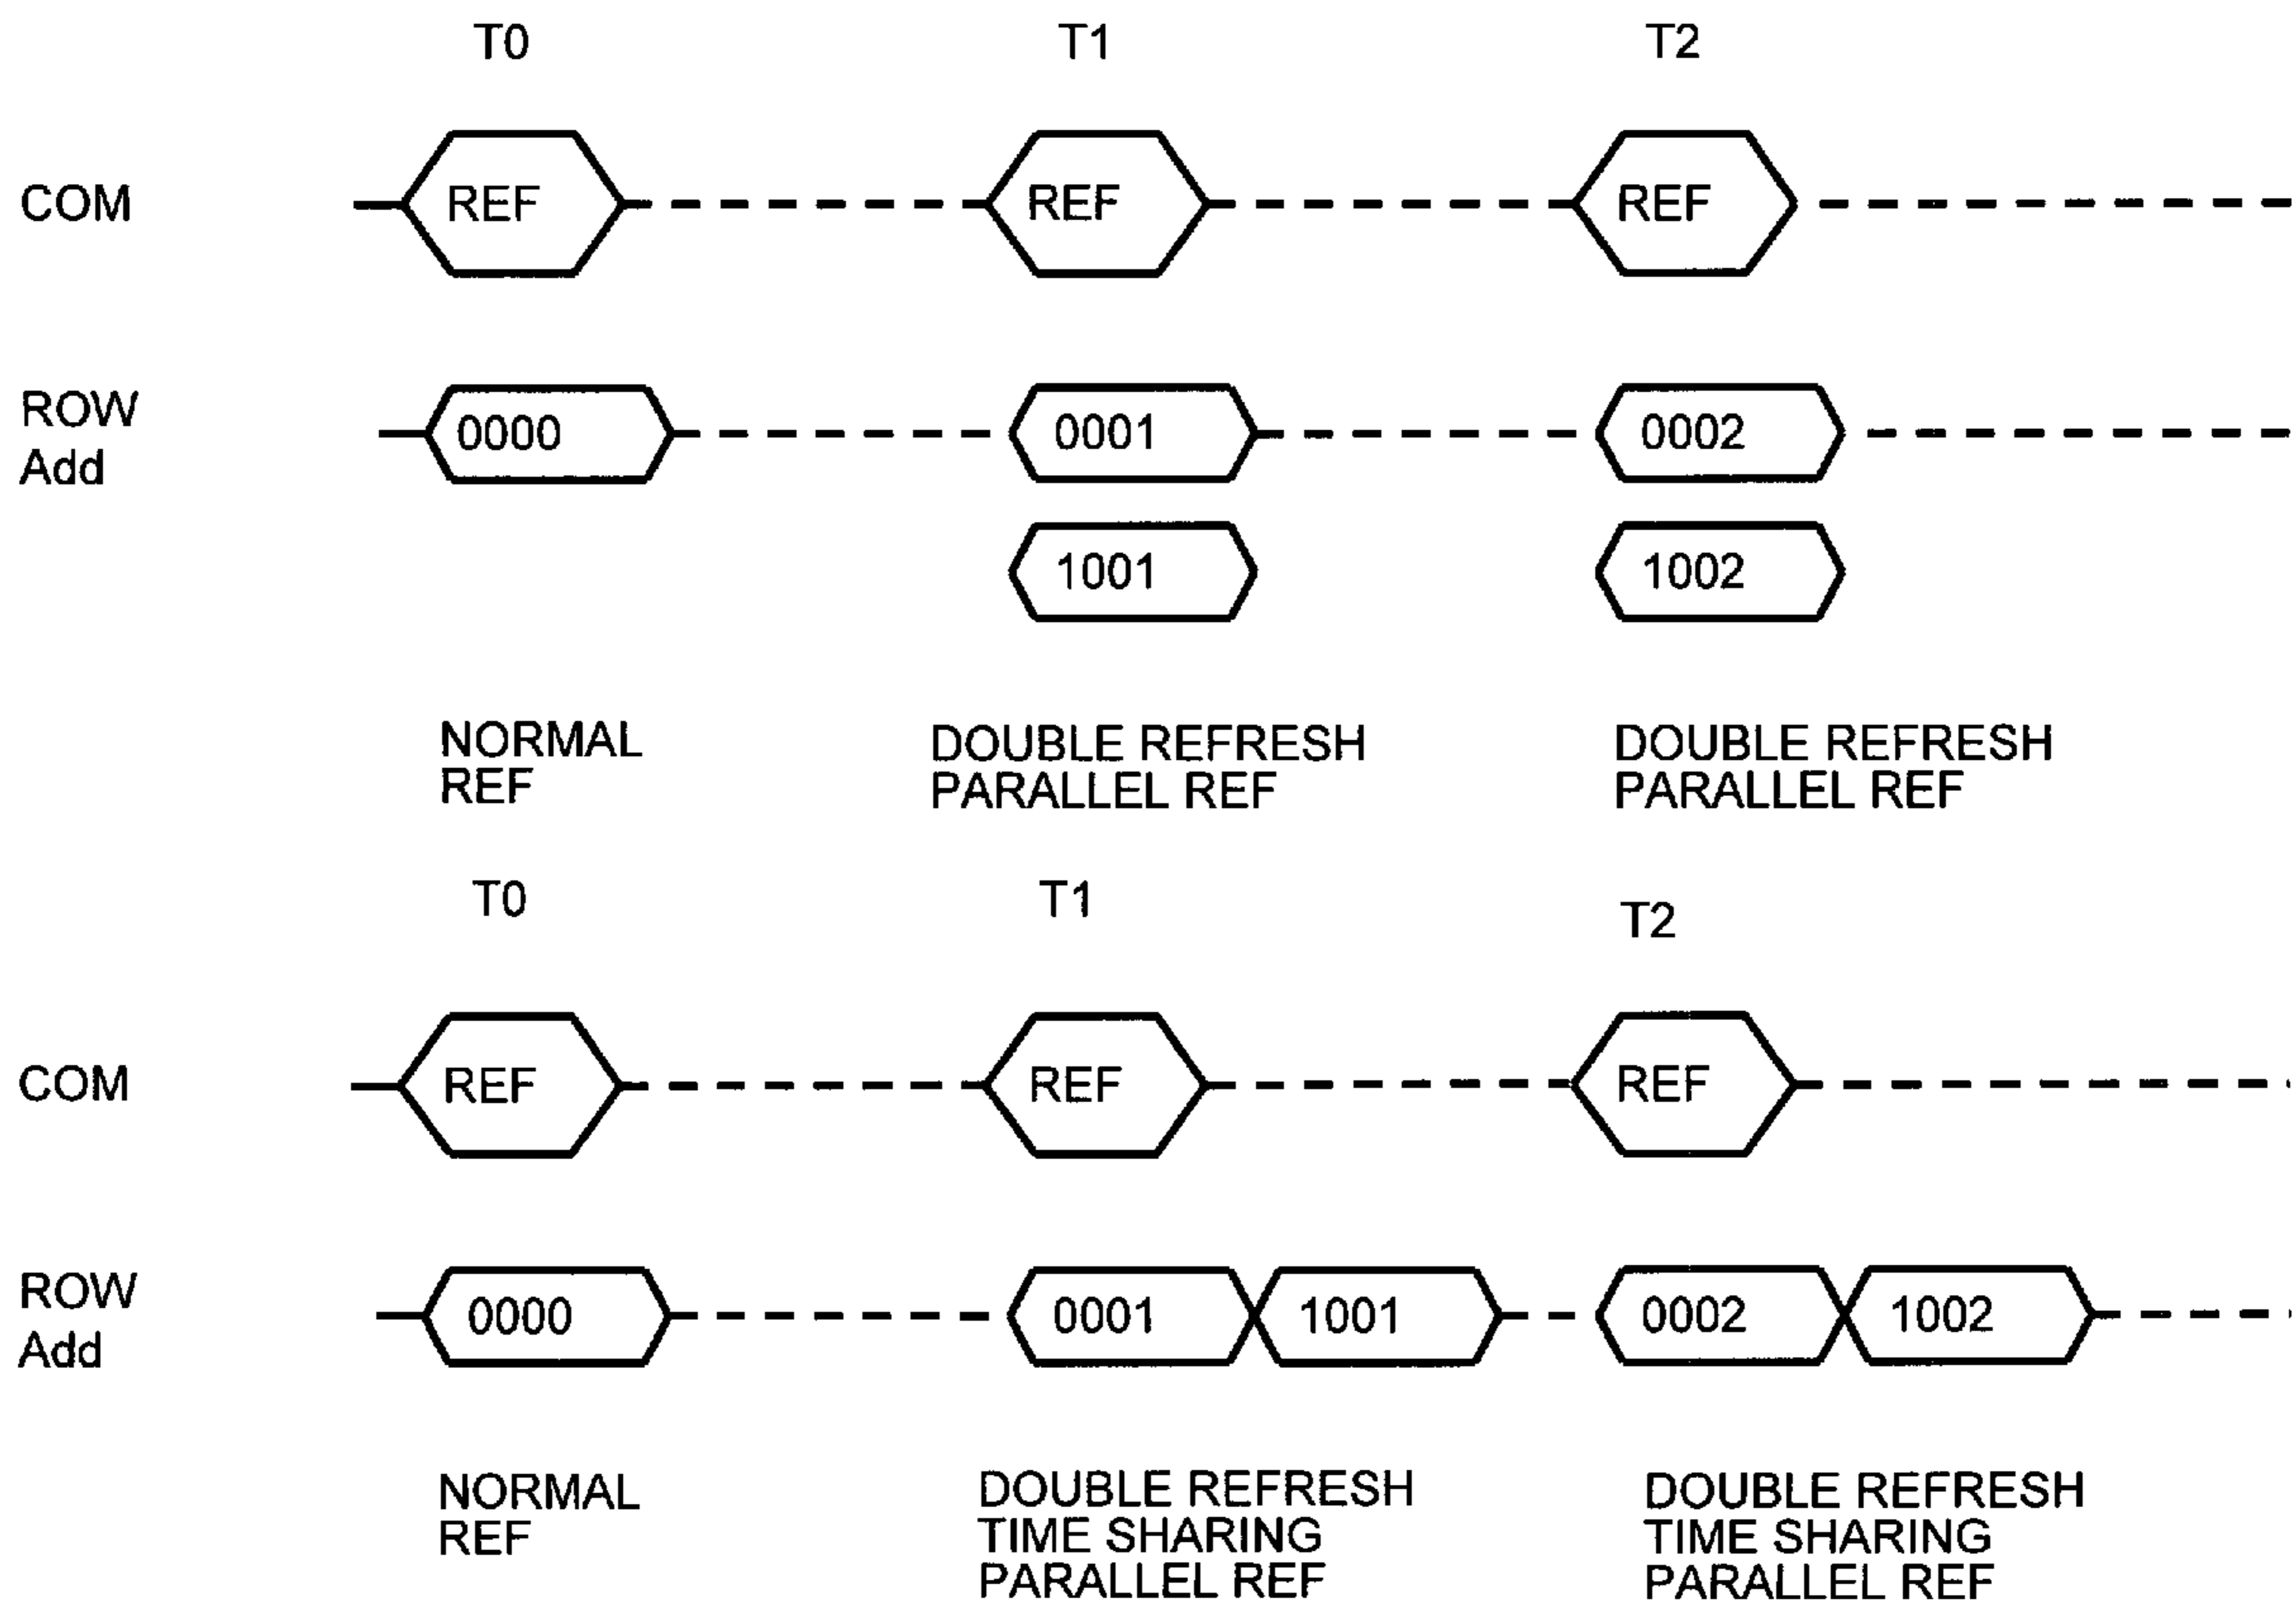 T0 T1 T2
COM REF REF REF
ROW
Add
0000 0001 0002
1001 1002
NORMAL
REF
DOUBLE REFRESH
PARALLEL REF
DOUBLE REFRESH
PARALLEL REF
T0 T1 T2
COM REF REF REF
ROW
Add
0000 0001 1001 0002 1002
NORMAL
REF
DOUBLE REFRESH
TIME SHARING
PARALLEL REF
DOUBLE REFRESH
TIME SHARING
PARALLEL REF